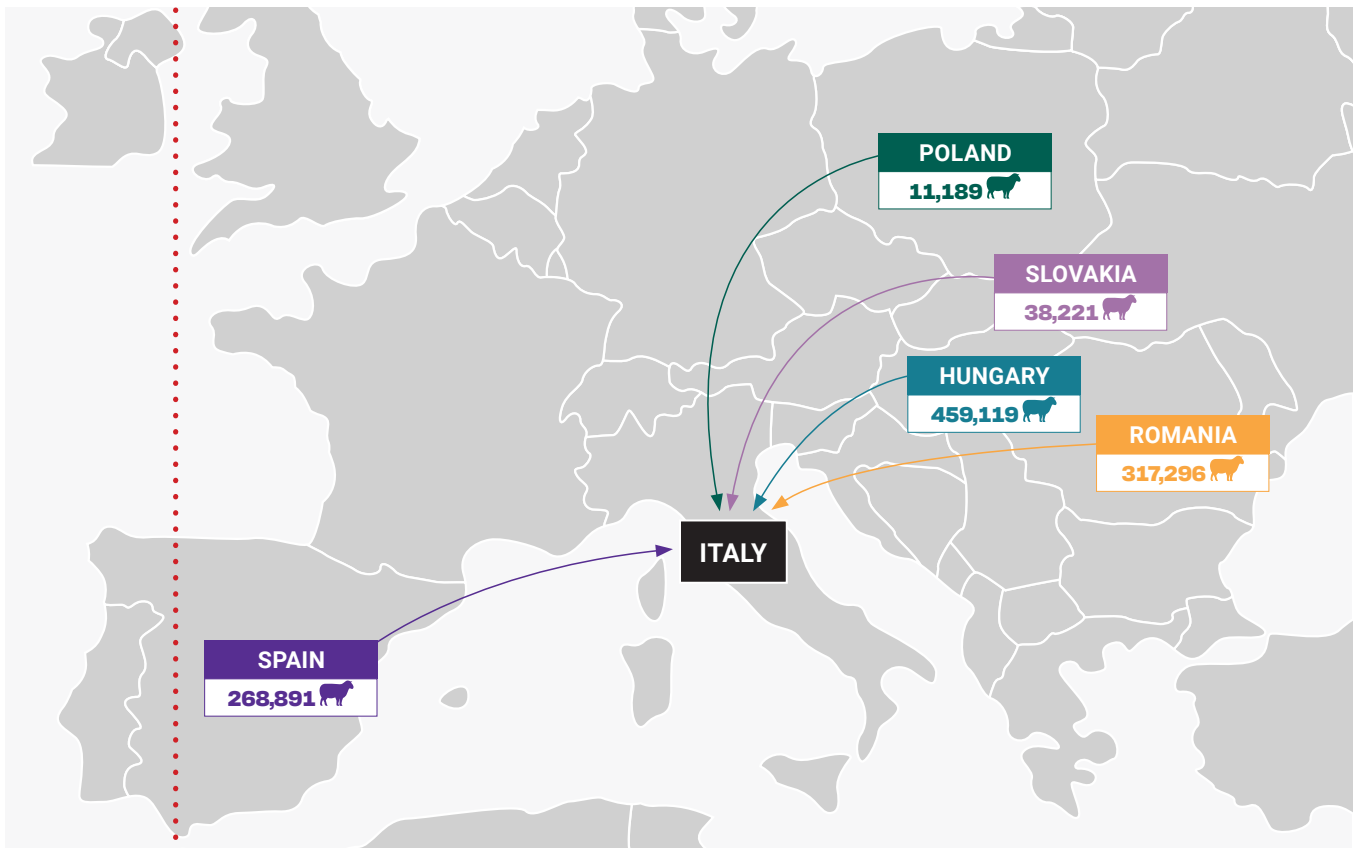 POLAND
11,189
SLOVAKIA
38,221
HUNGARY
459,119
ROMANIA
317,296
ITALY
SPAIN
268,891